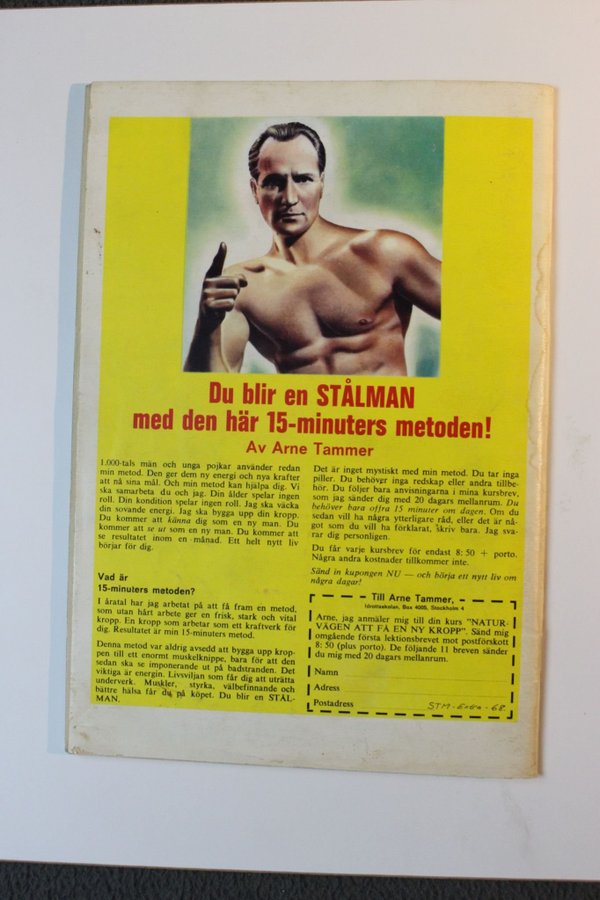 Du blir en STÅLMAN
med den här 15-minuters metoden!
Av Arne Tammer
1.000-tals män och unga pojkar använder redan
min metod. Den ger dem ny energi och nya krafter
att nå sina mål. Och min metod kan hjälpa dig. Vi
ska samarbeta du och jag. Din ålder spelar ingen
roll. Din kondition spelar ingen roll. Jag ska väcka
din sovande energi. Jag ska bygga upp din kropp.
Du kommer att känna dig som en ny man. Du
kommer att se ut som en ny man. Du kommer att
se resultatet inom en månad. Ett helt nytt liv
börjar för dig.
Vad är
15-minuters metoden?
I åratal har jag arbetat på att få fram en metod,
som utan hårt arbete ger en frisk, stark och vital
kropp. En kropp som arbetar som ett kraftverk för
dig. Resultatet är min 15-minuters metod.
Denna metod var aldrig avsedd att bygga upp krop-
pen till ett enormt muskelknippe, bara för att den
sedan ska se imponerande ut på badstranden. Det
viktiga är energin. Livsviljan som får dig att uträtta
underverk. Muskler, styrka, välbefinnande och
bättre hälsa får du på köpet. Du blir en STÅL-
MAN.
Det är inget mystiskt med min metod. Du tar inga
piller. Du behöver inga redskap eller andra tillbe-
hör. Du följer bara anvisningarna i mina kursbrev,
som jag sänder dig med 20 dagars mellanrum. Du
behöver bara offra 15 minuter om dagen. Om du
sedan vill ha några ytterligare råd, eller det är nå-
got som du vill ha förklarat, skriv bara. Jag sva-
rar dig personligen.
Du får varje kursbrev för endast 8:50 + porto.
Några andra kostnader tillkommer inte.
Sänd in kupongen NU — och börja ett nytt liv om
några dagar!
Till Arne Tammer,
Idrottsskolan, Box 4005, Stockholm 4
Arne, jag anmäler mig till din kurs "NATUR-
VÄGEN ATT FÅ EN NY KROPP". Sänd mig
omgående första lektionsbrevet mot postförskott
8:50 (plus porto). De följande 11 breven sänder
du mig med 20 dagars mellanrum.
Namn
Adress
Postadress
STM-Extra-68